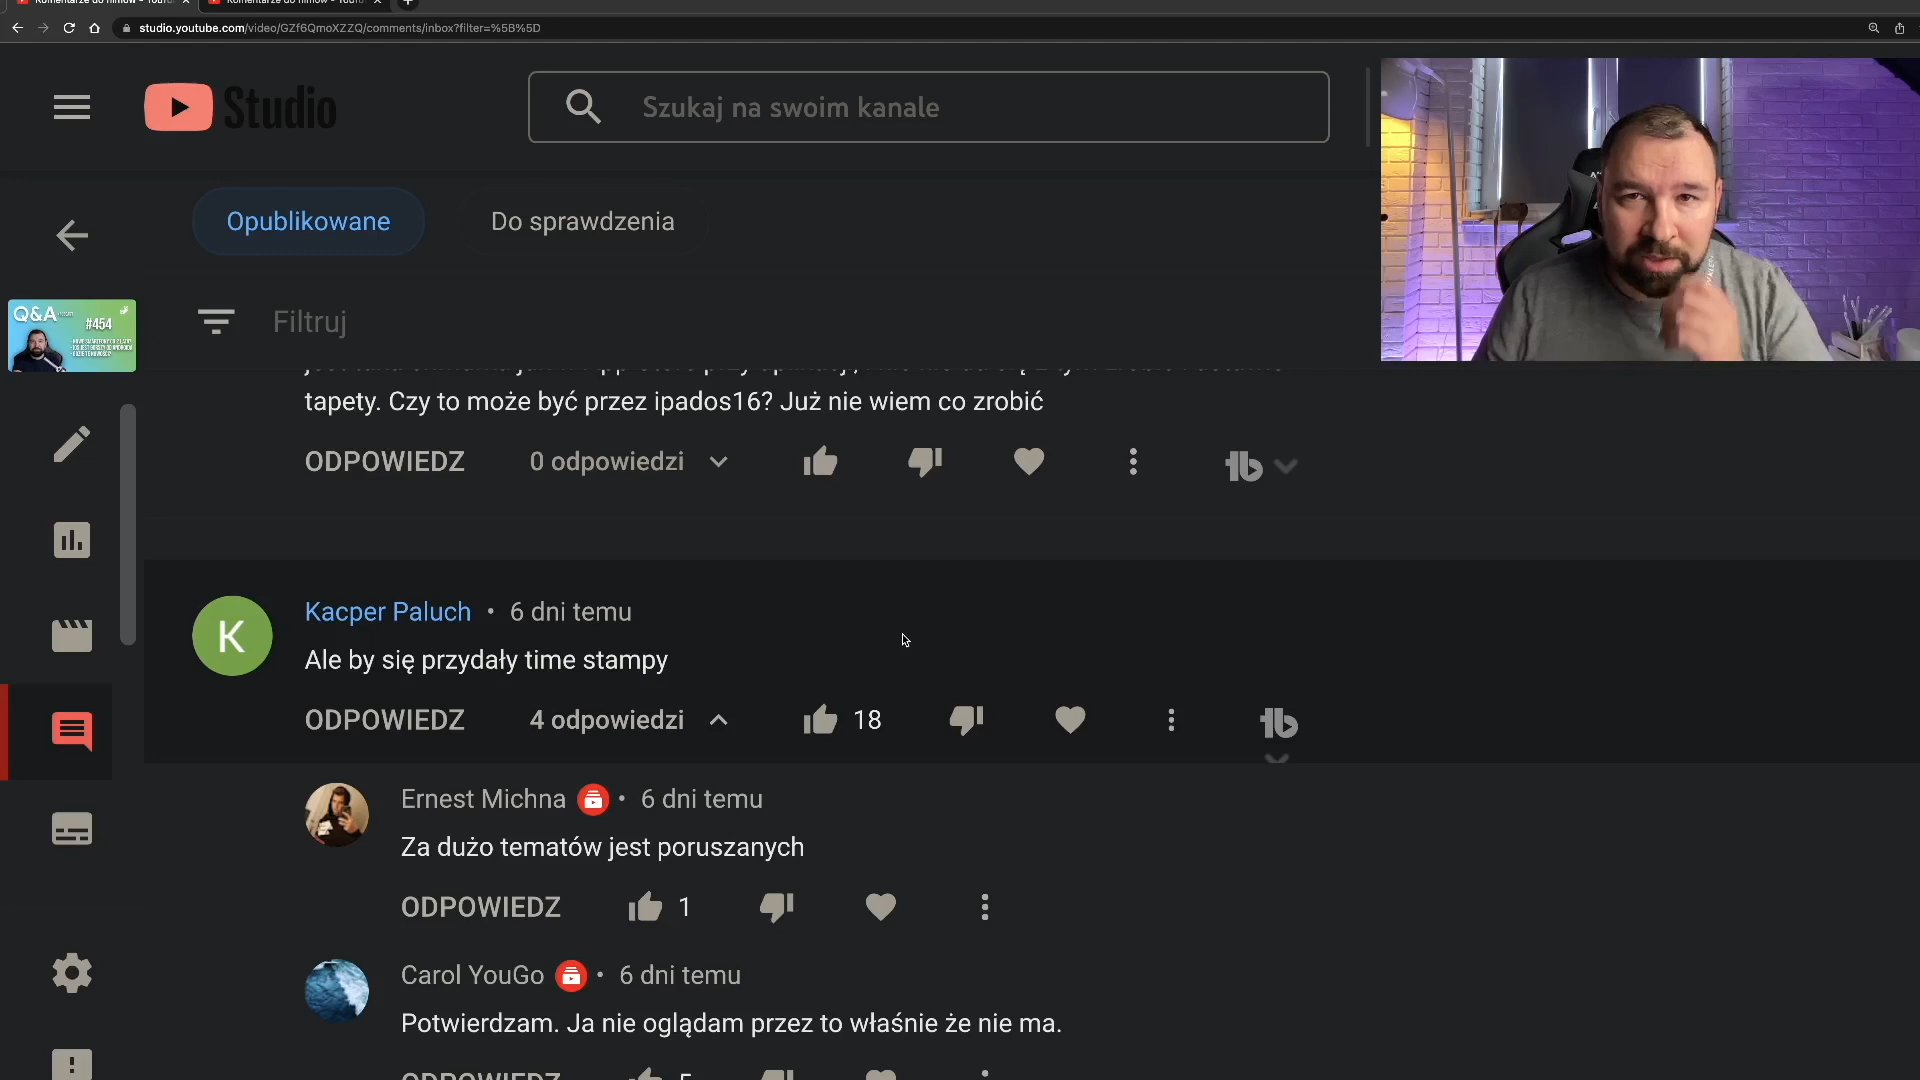 studio.youtube.com/video/GZf6QmoXZZQ/comments/inbox?filter=%5B%5D
Studio
Szukaj na swoim kanale
Opublikowane
Do sprawdzenia
Q&A
#454
Filtruj
tapety. Czy to może być przez ipados16? Już nie wiem co zrobić
ODPOWIEDZ
0 odpowiedzi
K
Kacper Paluch • 6 dni temu
Ale by się przydały time stampy
ODPOWIEDZ
4 odpowiedzi
18
Ernest Michna • 6 dni temu
Za dużo tematów jest poruszanych
ODPOWIEDZ
1
Carol YouGo • 6 dni temu
Potwierdzam. Ja nie oglądam przez to właśnie że nie ma.
ODPOWIEDZ
5